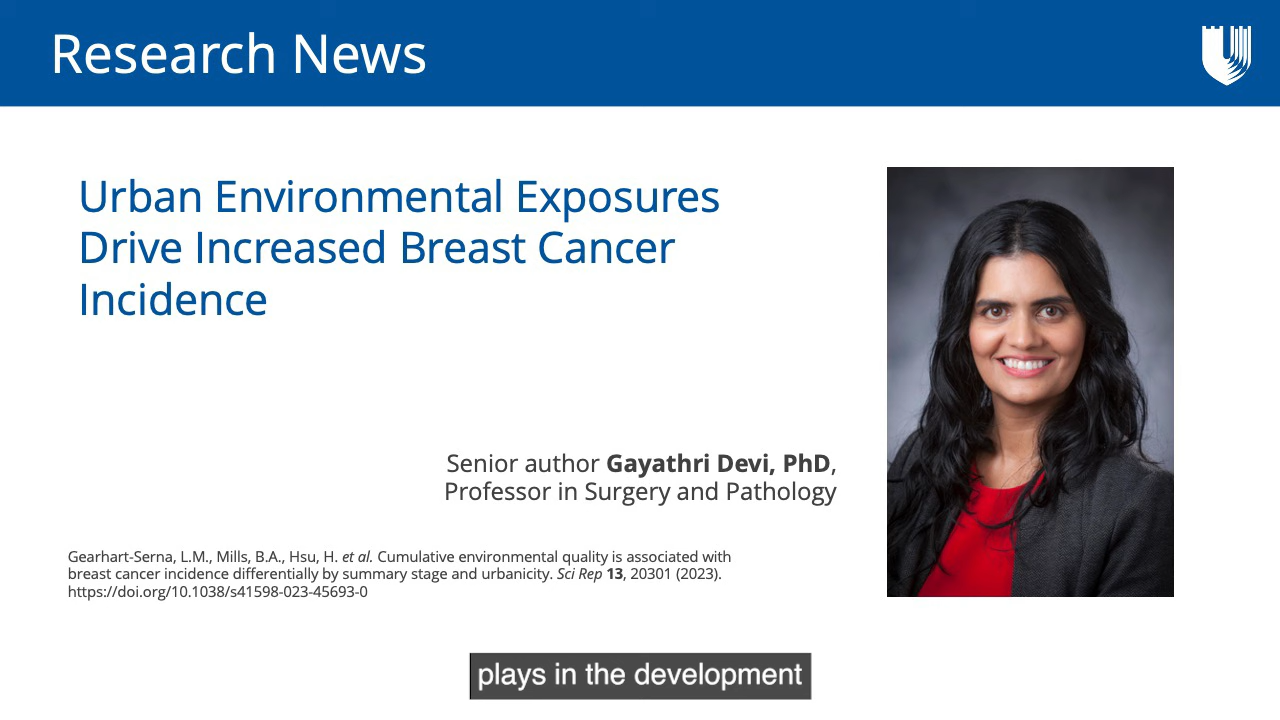 Research News
Urban Environmental Exposures
Drive Increased Breast Cancer
Incidence
Senior author Gayathri Devi, PhD,
Professor in Surgery and Pathology
Gearhart-Serna, L.M., Mills, B.A., Hsu, H. et al. Cumulative environmental quality is associated with
breast cancer incidence differentially by summary stage and urbanicity. Sci Rep 13, 20301 (2023).
https://doi.org/10.1038/s41598-023-45693-0
plays in the development